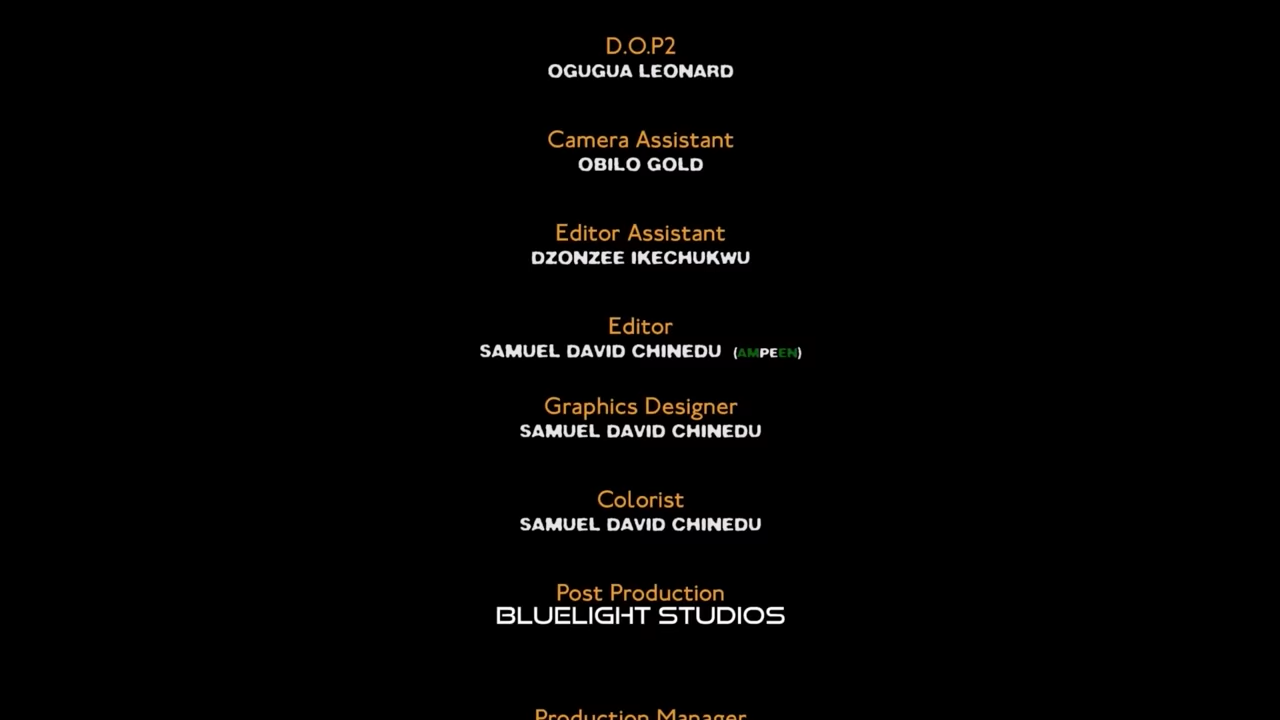 D.O.P2
OGUGUA LEONARD
Camera Assistant
OBILO GOLD
Editor Assistant
DZONZEE IKECHUKWU
Editor
SAMUEL DAVID CHINEDU (AMPEEN)
Graphics Designer
SAMUEL DAVID CHINEDU
Colorist
SAMUEL DAVID CHINEDU
Post Production
BLUELIGHT STUDIOS
Production Manager